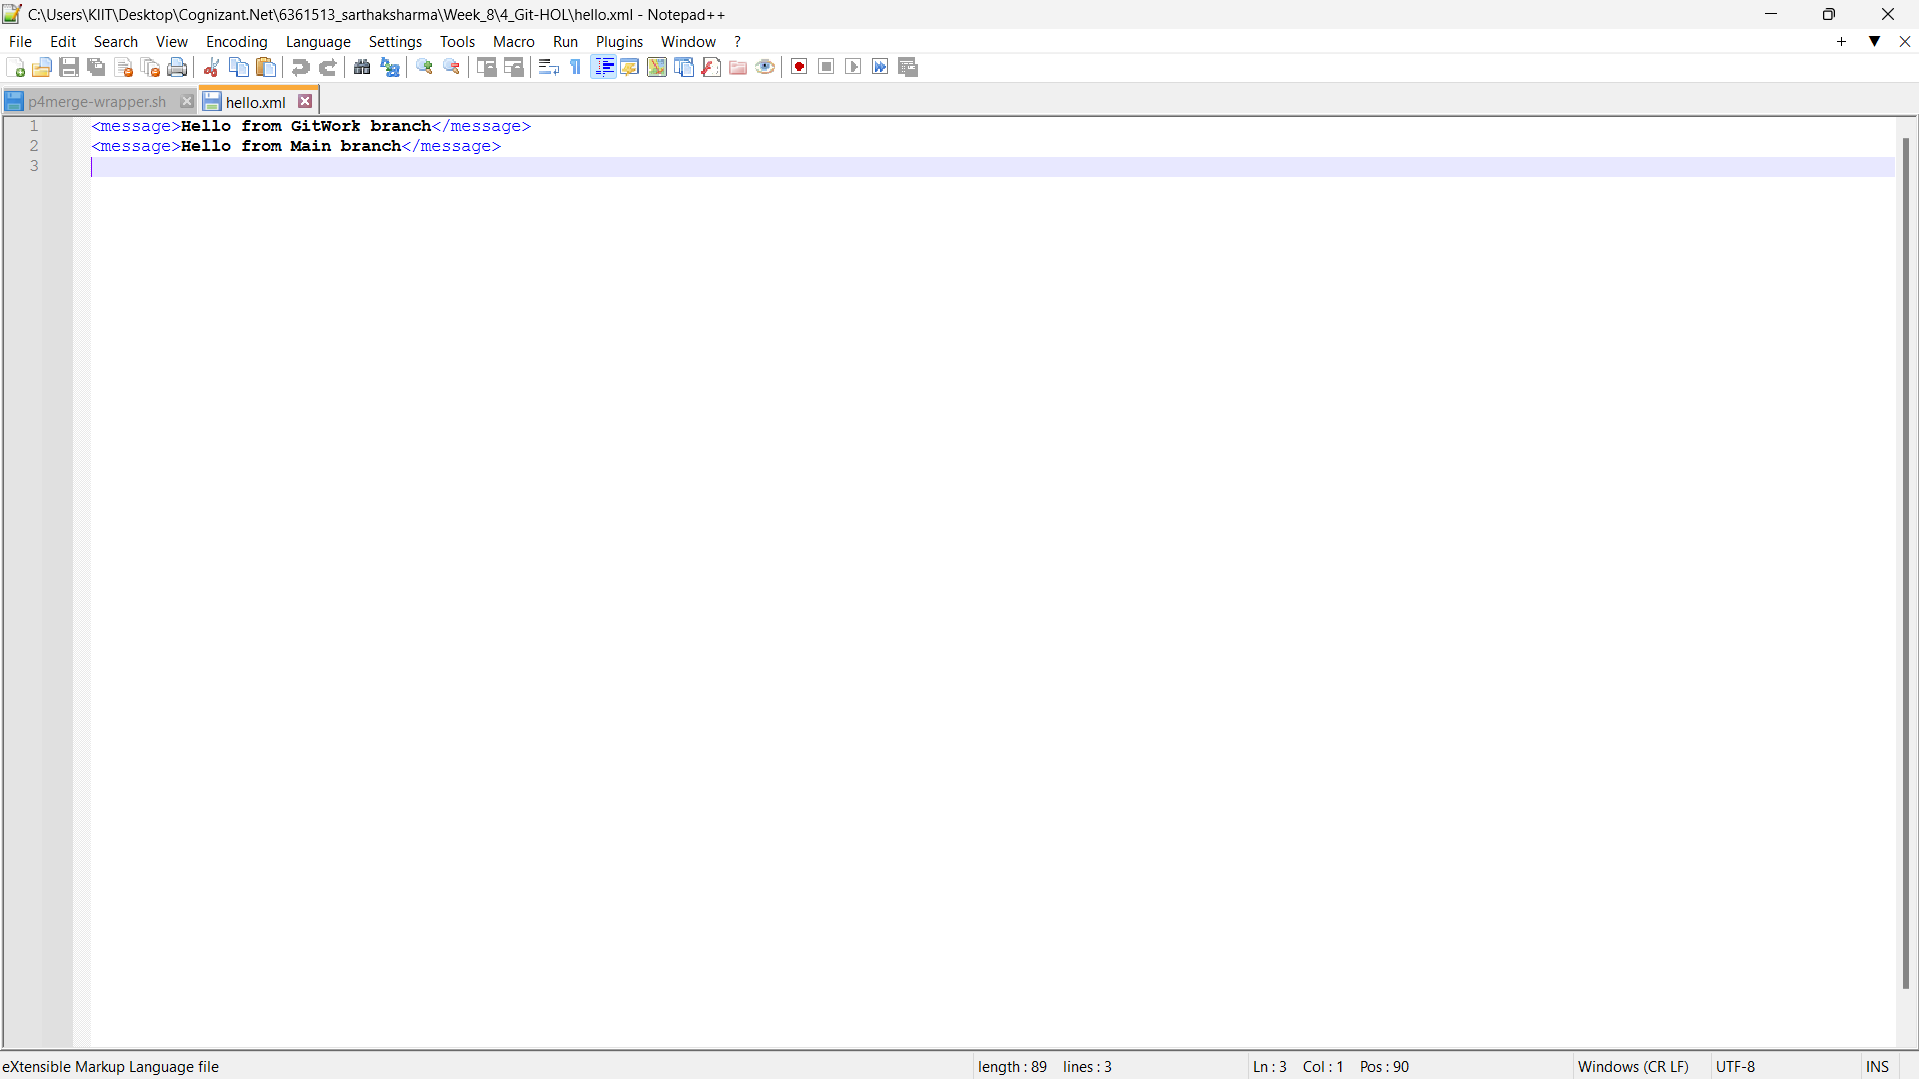 C:\Users\KIIT\Desktop\Cognizant.Net\6361513_sarthaksharma\Week_8\4_Git-HOL\hello.xml - Notepad++
File Edit Search View Encoding Language Settings Tools Macro Run Plugins Window ?
p4merge-wrapper.sh hello.xml
1 <message>Hello from GitWork branch</message>
2 <message>Hello from Main branch</message>
3
eXtensible Markup Language file length : 89 lines : 3 Ln : 3 Col : 1 Pos : 90 Windows (CR LF) UTF-8 INS